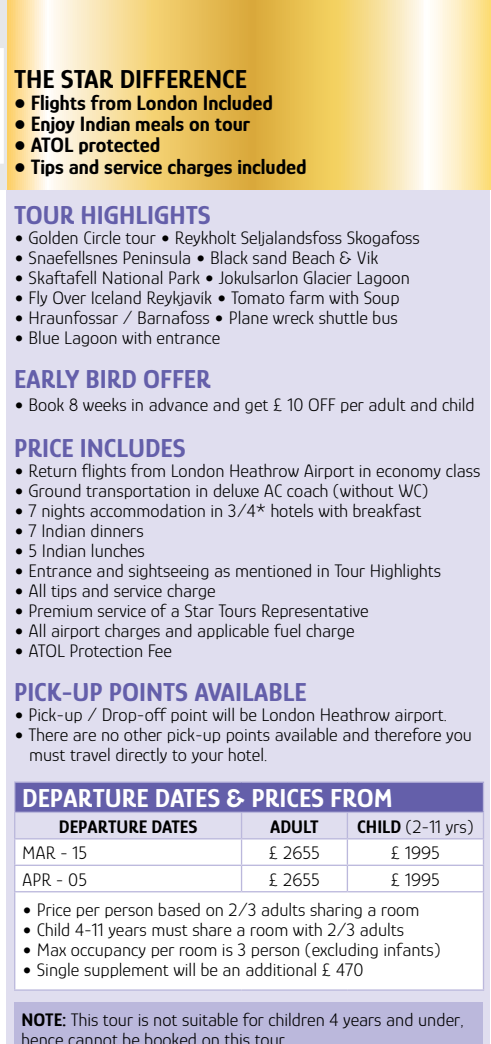 THE STAR DIFFERENCE
• Flights from London Included
• Enjoy Indian meals on tour
• ATOL protected
• Tips and service charges included
TOUR HIGHLIGHTS
• Golden Circle tour • Reykholt Seljalandsfoss Skogafoss
• Snaefellsnes Peninsula • Black sand Beach & Vik
• Skaftafell National Park • Jokulsarlon Glacier Lagoon
• Fly Over Iceland Reykjavik • Tomato farm with Soup
• Hraunfossar / Barnafoss • Plane wreck shuttle bus
• Blue Lagoon with entrance
EARLY BIRD OFFER
• Book 8 weeks in advance and get £ 10 OFF per adult and child
PRICE INCLUDES
• Return flights from London Heathrow Airport in economy class
• Ground transportation in deluxe AC coach (without WC)
• 7 nights accommodation in 3/4* hotels with breakfast
• 7 Indian dinners
• 5 Indian lunches
• Entrance and sightseeing as mentioned in Tour Highlights
• All tips and service charge
• Premium service of a Star Tours Representative
• All airport charges and applicable fuel charge
• ATOL Protection Fee
PICK-UP POINTS AVAILABLE
• Pick-up / Drop-off point will be London Heathrow airport.
• There are no other pick-up points available and therefore you
must travel directly to your hotel.
DEPARTURE DATES & PRICES FROM
DEPARTURE DATES ADULT CHILD (2-11 yrs)
MAR - 15 £ 2655 £ 1995
APR - 05 £ 2655 £ 1995
• Price per person based on 2/3 adults sharing a room
• Child 4-11 years must share a room with 2/3 adults
• Max occupancy per room is 3 person (excluding infants)
• Single supplement will be an additional £ 470
NOTE: This tour is not suitable for children 4 years and under,
hence cannot be booked on this tour